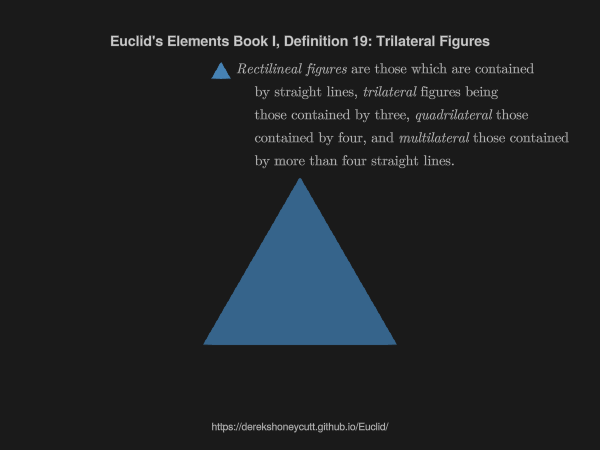 Euclid's Elements Book I, Definition 19: Trilateral Figures
Rectilineal figures are those which are contained
by straight lines, trilateral figures being
those contained by three, quadrilateral those
contained by four, and multilateral those contained
by more than four straight lines.
https://derekshoneycutt.github.io/Euclid/